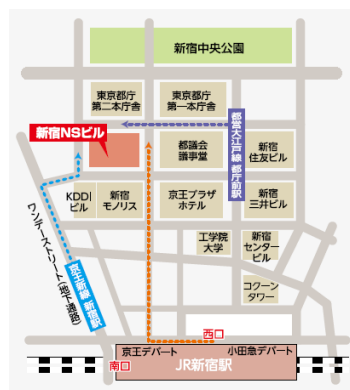 新宿中央公園
東京都庁
第二本庁舎
東京都庁
第一本庁舎
新宿NSビル
都議会
議事堂
都営大江戸線 都庁前駅
新宿
住友ビル
KDDI
ビル
新宿
モノリス
京王プラザ
ホテル
新宿
三井ビル
ワンデーストリート(地下通路)
京王新線 新宿駅
工学院
大学
新宿
センター
ビル
コクーン
タワー
西口
京王デパート
小田急デパート
南口
JR新宿駅